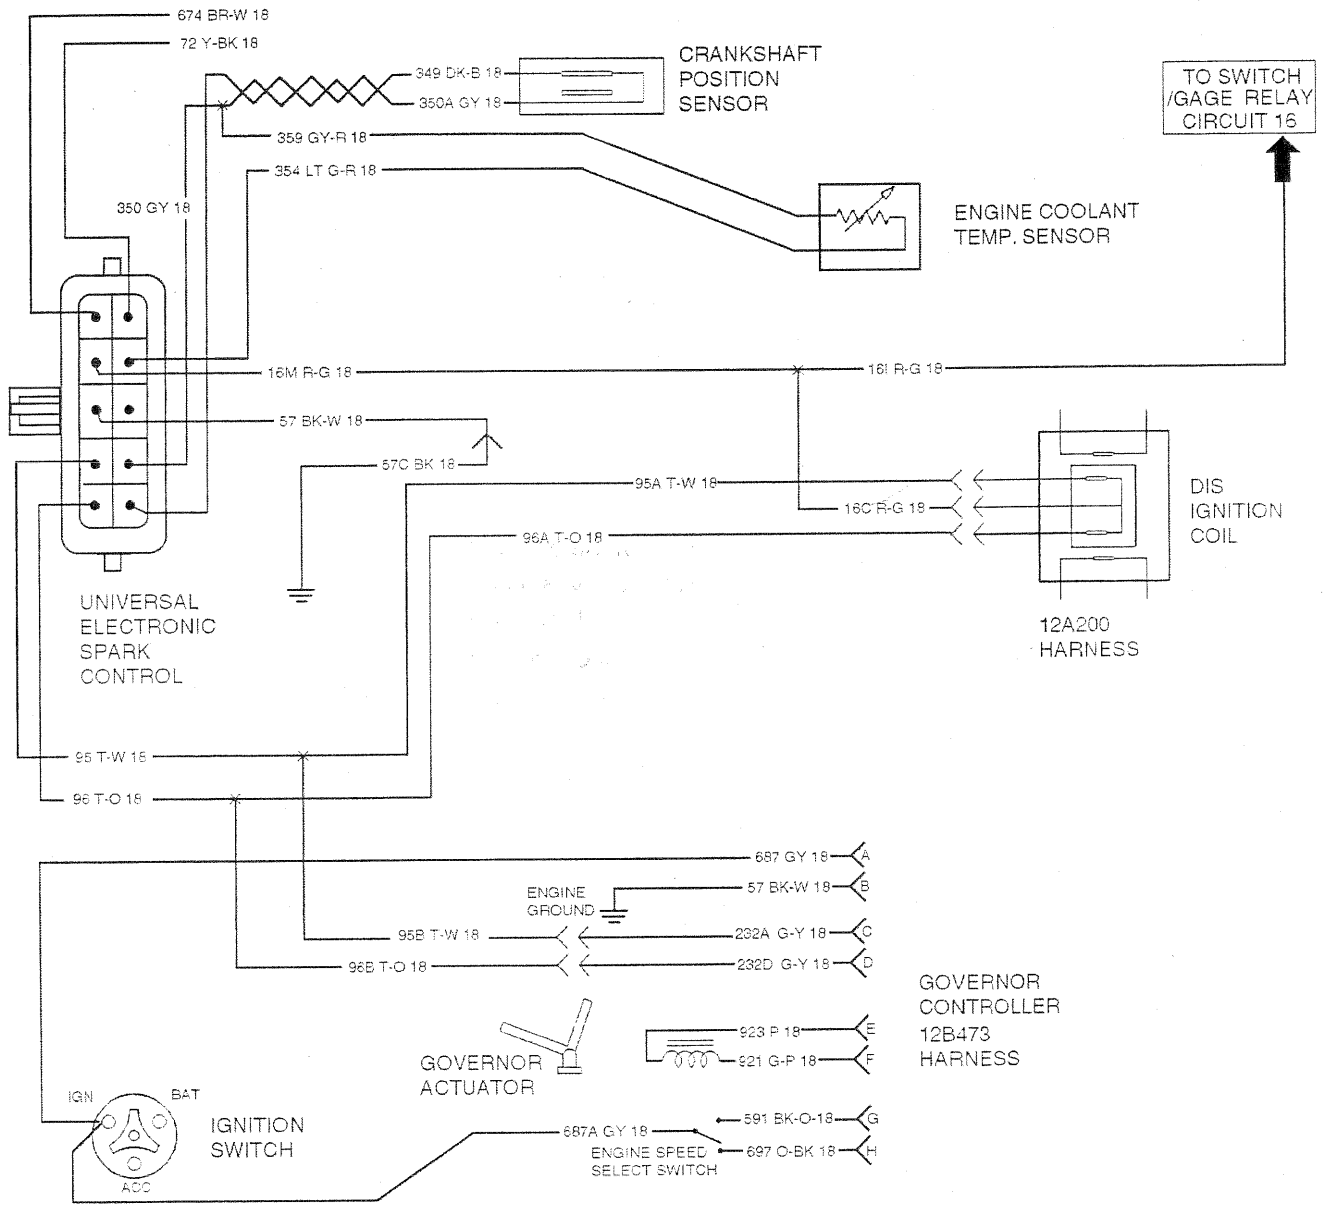 674 BR-W 18
72 Y-BK 18
349 DK-B 18
350A GY 18
CRANKSHAFT
POSITION
SENSOR
TO SWITCH
/GAGE RELAY
CIRCUIT 16
359 GY-R 18
354 LT G-R 18
350 GY 18
ENGINE COOLANT
TEMP. SENSOR
16M R-G 18
16I R-G 18
57 BK-W 18
57C BK 18
95A T-W 18
16C R-G 18
96A T-O 18
DIS
IGNITION
COIL
UNIVERSAL
ELECTRONIC
SPARK
CONTROL
12A200
HARNESS
95 T-W 18
96 T-O 18
687 GY 18
A
57 BK-W 18
B
ENGINE
GROUND
95B T-W 18
232A G-Y 18
C
96B T-O 18
232D G-Y 18
D
GOVERNOR
CONTROLLER
12B473
HARNESS
923 P 18
E
921 G-P 18
F
GOVERNOR
ACTUATOR
IGN
BAT
ACC
IGNITION
SWITCH
591 BK-O-18
G
687A GY 18
697 O-BK 18
H
ENGINE SPEED
SELECT SWITCH